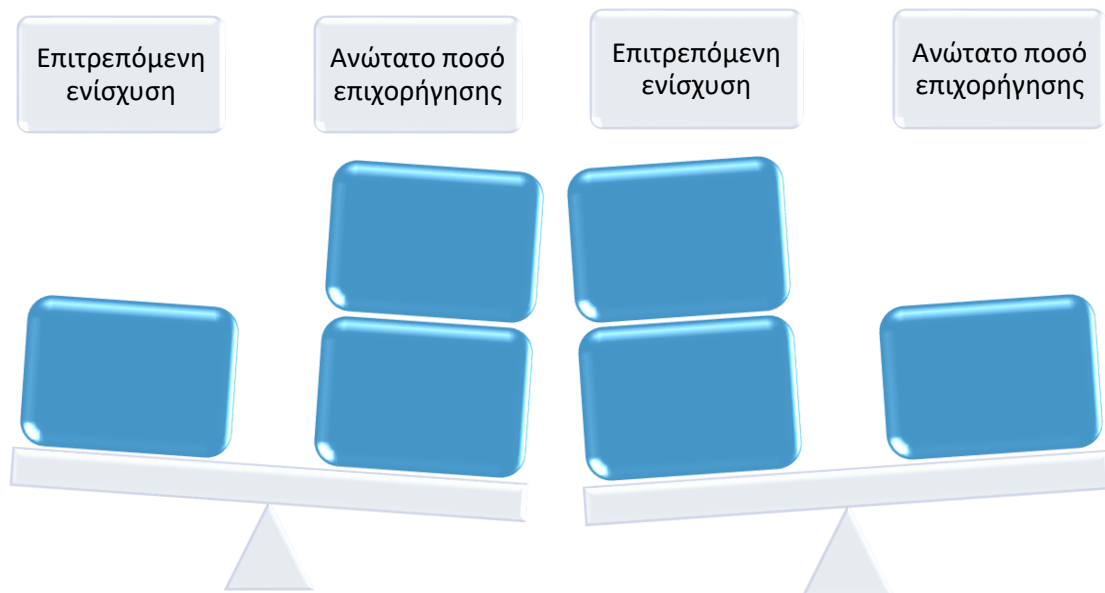 Επιτρεπόμενη
ενίσχυση
Ανώτατο ποσό
επιχορήγησης
Επιτρεπόμενη
ενίσχυση
Ανώτατο ποσό
επιχορήγησης